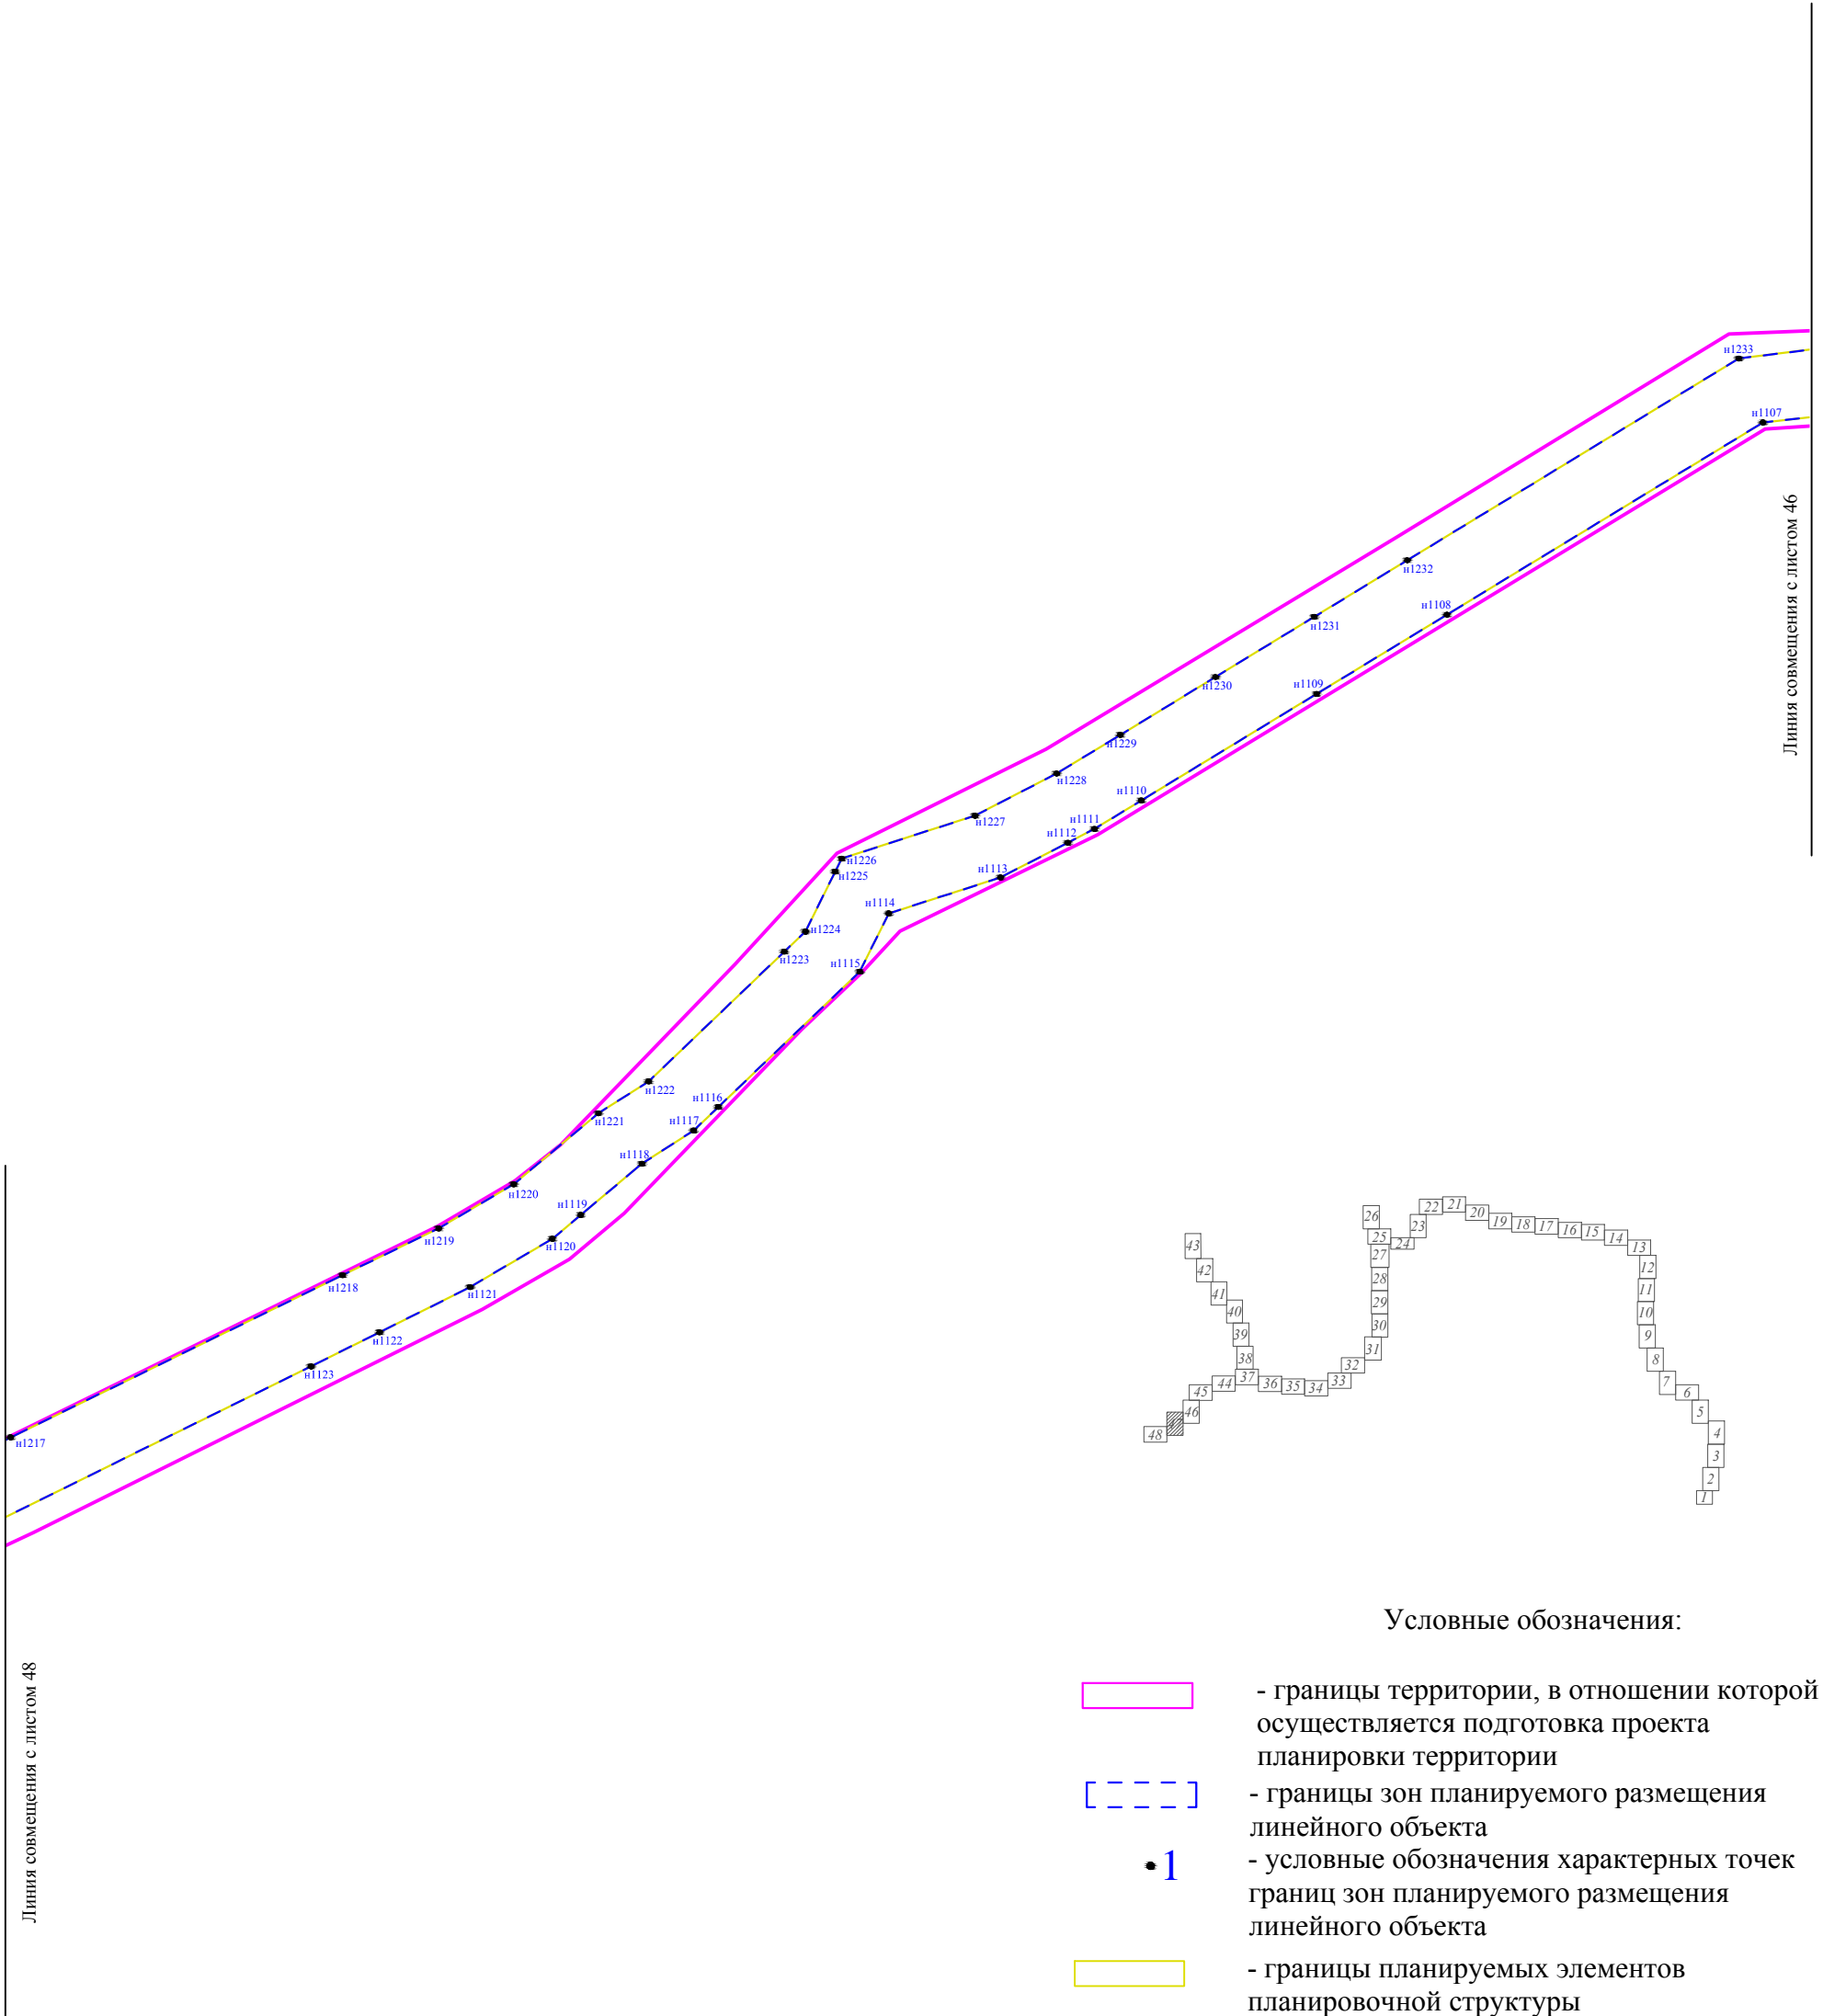 н1233
н1107
Линия совмещения с листом 46
н1232
н1108
н1231
н1109
н1230
н1229
н1228
н1110
н1227
н1111
н1112
н1226
н1225
н1113
н1114
н1224
н1223
н1115
н1222
н1116
н1221
н1117
н1118
н1220
н1119
н1219
н1120
н1218
н1121
н1122
н1123
н1217
Линия совмещения с листом 48
26
22
21
20
19
18
17
16
15
14
13
23
25
24
43
27
12
42
28
11
41
29
10
40
30
9
39
31
8
38
32
7
37
36
35
34
33
6
45
44
46
5
47
48
4
3
2
1
Условные обозначения:
- границы территории, в отношении которой
осуществляется подготовка проекта
планировки территории
- границы зон планируемого размещения
линейного объекта
1
- условные обозначения характерных точек
границ зон планируемого размещения
линейного объекта
- границы планируемых элементов
планировочной структуры